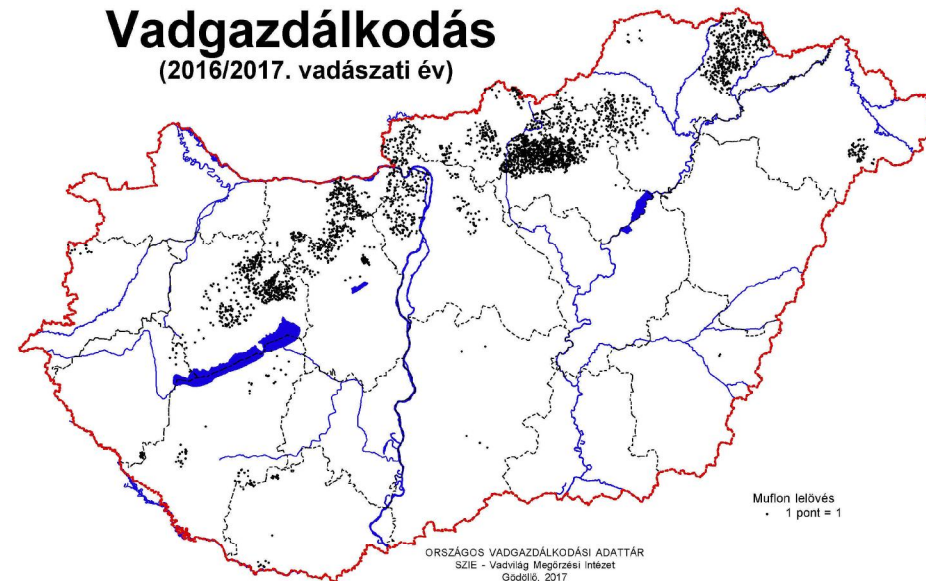 Vadgazdálkodás
(2016/2017. vadászati év)
Muflon lelövés
1 pont = 1
ORSZÁGOS VADGAZDÁLKODÁSI ADATTÁR
SZIE - Vadvilág Megőrzési Intézet
Gödöllő, 2017